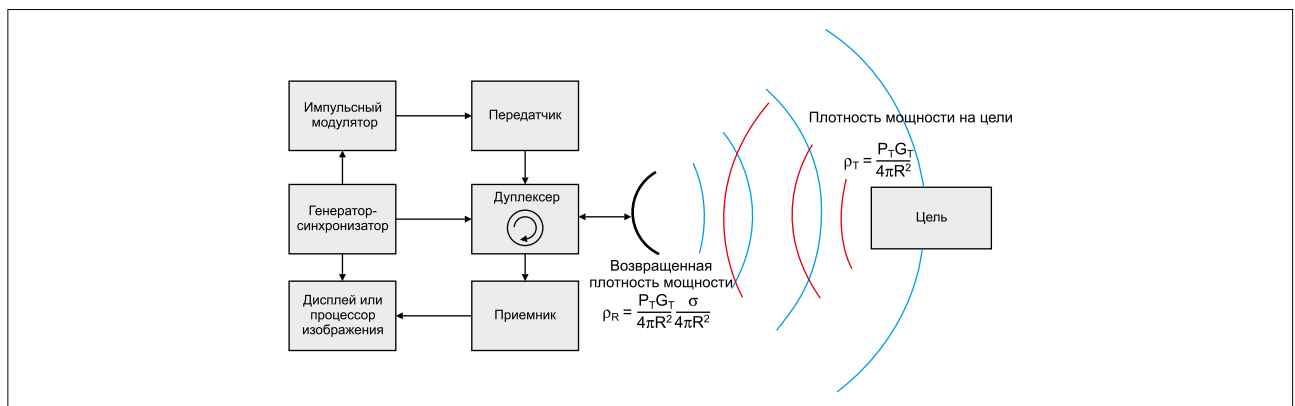 Импульсный
модулятор
Передатчик
Плотность мощности на цели
ρT = PTGT
4πR²
Генератор-
синхронизатор
Дуплексер
Цель
Возвращенная
плотность мощности
ρR = PTGT σ
4πR² 4πR²
Дисплей или
процессор
изображения
Приемник